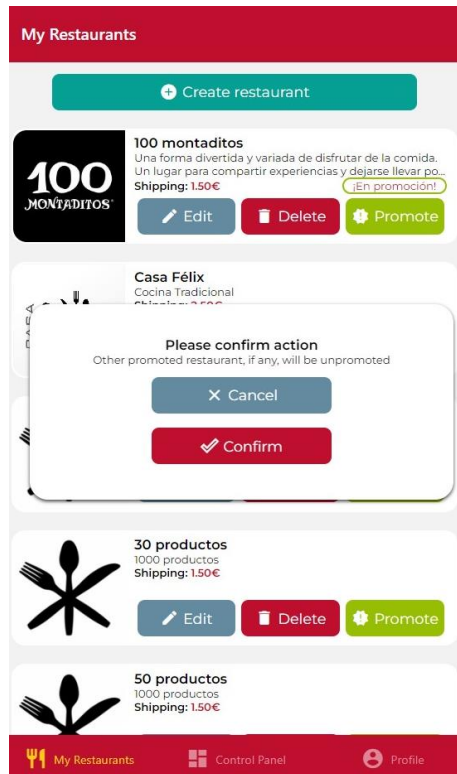 My Restaurants
Create restaurant
100 montaditos
Una forma divertida y variada de disfrutar de la comida.
Un lugar para compartir experiencias y dejarse llevar po...
Shipping: 1.50€
¡En promoción!
100
MONTADITOS
Edit
Delete
Promote
Casa Félix
Cocina Tradicional
Please confirm action
Other promoted restaurant, if any, will be unpromoted
Cancel
Confirm
30 productos
1000 productos
Shipping: 1.50€
Edit
Delete
Promote
50 productos
1000 productos
Shipping: 1.50€
My Restaurants
Control Panel
Profile